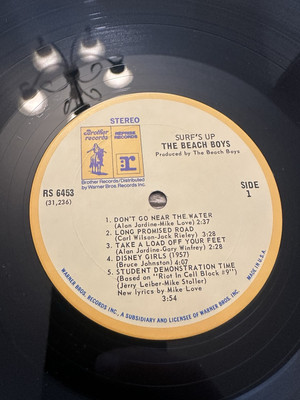 STEREO
Brother records
REPRISE RECORDS
r:
Brother Records/Distributed
by Warner Bros. Records Inc.
SURF'S UP
THE BEACH BOYS
Produced by The Beach Boys
RS 6453
(31,236)
SIDE
1
1. DON'T GO NEAR THE WATER
(Alan Jardine-Mike Love) 2:37
2. LONG PROMISED ROAD
(Carl Wilson-Jack Rieley) 3:28
3. TAKE A LOAD OFF YOUR FEET
(Alan Jardine-Gary Winfrey) 2:28
4. DISNEY GIRLS (1957)
(Bruce Johnston) 4:07
5. STUDENT DEMONSTRATION TIME
(Based on "Riot In Cell Block #9")
(Jerry Leiber-Mike Stoller)
New lyrics by Mike Love
3:54
WARNER BROS. RECORDS INC., A SUBSIDIARY AND LICENSEE OF WARNER BROS. INC. MADE IN U.S.A.